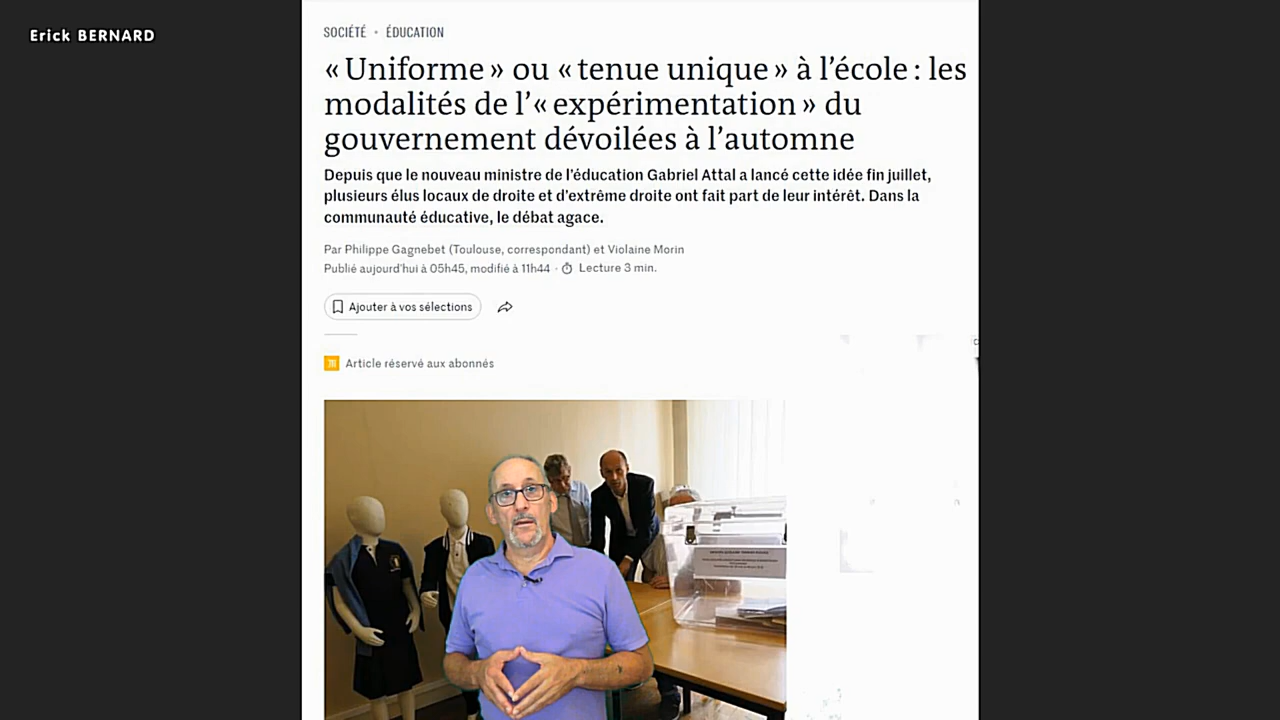 Erick BERNARD
SOCIÉTÉ • ÉDUCATION
« Uniforme » ou « tenue unique » à l’école : les
modalités de l’« expérimentation » du
gouvernement dévoilées à l’automne
Depuis que le nouveau ministre de l’éducation Gabriel Attal a lancé cette idée fin juillet,
plusieurs élus locaux de droite et d’extrême droite ont fait part de leur intérêt. Dans la
communauté éducative, le débat agace.
Par Philippe Gagnebet (Toulouse, correspondant) et Violaine Morin
Publié aujourd’hui à 05h45, modifié à 11h44 · Lecture 3 min.
Ajouter à vos sélections
Article réservé aux abonnés